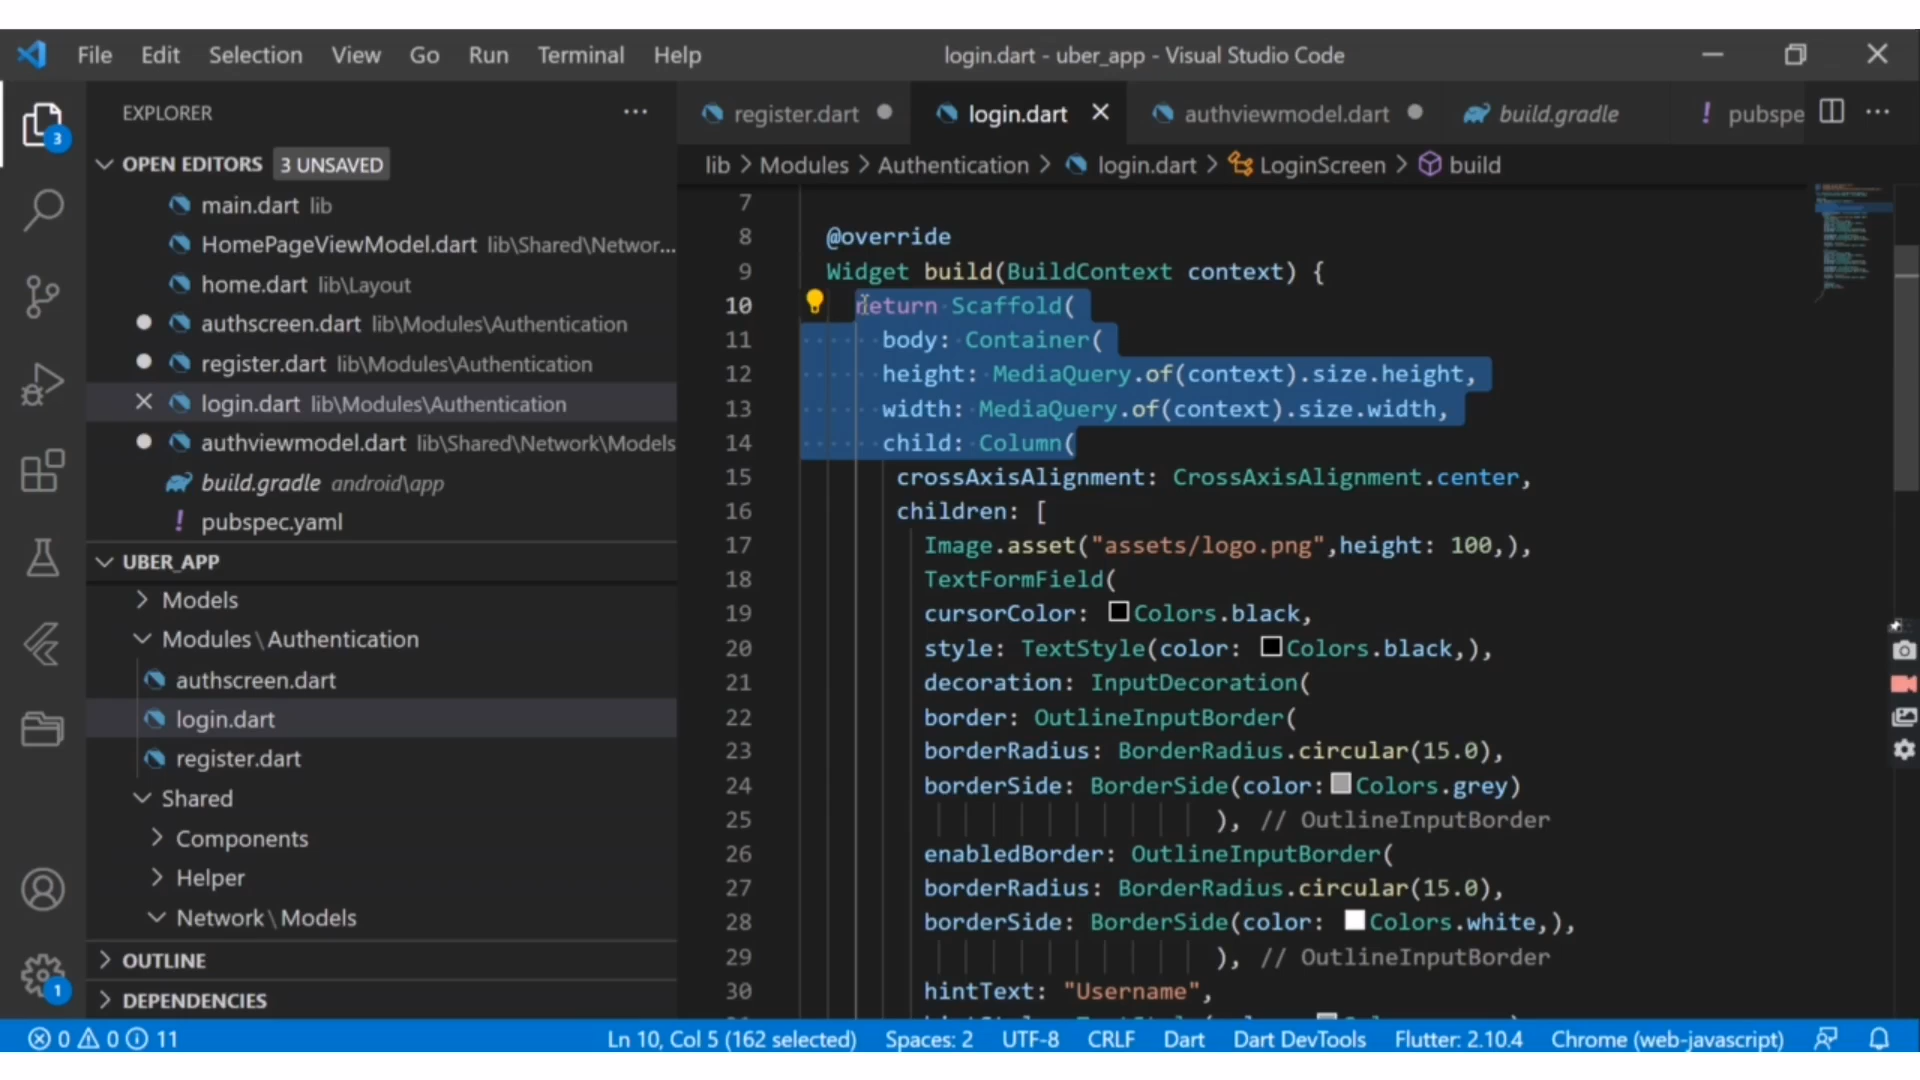 File Edit Selection View Go Run Terminal Help
login.dart - uber_app - Visual Studio Code
EXPLORER
3
OPEN EDITORS 3 UNSAVED
main.dart lib
HomePageViewModel.dart lib\Shared\Networ...
home.dart lib\Layout
authscreen.dart lib\Modules\Authentication
register.dart lib\Modules\Authentication
login.dart lib\Modules\Authentication
authviewmodel.dart lib\Shared\Network\Models
build.gradle android\app
! pubspec.yaml
UBER_APP
Models
Modules\Authentication
authscreen.dart
login.dart
register.dart
Shared
Components
Helper
Network\Models
OUTLINE
1
DEPENDENCIES
register.dart login.dart authviewmodel.dart build.gradle ! pubspe
lib > Modules > Authentication > login.dart > LoginScreen > build
7
8 @override
9 Widget build(BuildContext context) {
10 return Scaffold(
11 body: Container(
12 height: MediaQuery.of(context).size.height,
13 width: MediaQuery.of(context).size.width,
14 child: Column(
15 crossAxisAlignment: CrossAxisAlignment.center,
16 children: [
17 Image.asset("assets/logo.png",height: 100,),
18 TextFormField(
19 cursorColor: Colors.black,
20 style: TextStyle(color: Colors.black,),
21 decoration: InputDecoration(
22 border: OutlineInputBorder(
23 borderRadius: BorderRadius.circular(15.0),
24 borderSide: BorderSide(color: Colors.grey)
25 ), // OutlineInputBorder
26 enabledBorder: OutlineInputBorder(
27 borderRadius: BorderRadius.circular(15.0),
28 borderSide: BorderSide(color: Colors.white,),
29 ), // OutlineInputBorder
30 hintText: "Username",
0 0 11 Ln 10, Col 5 (162 selected) Spaces: 2 UTF-8 CRLF Dart Dart DevTools Flutter: 2.10.4 Chrome (web-javascript)